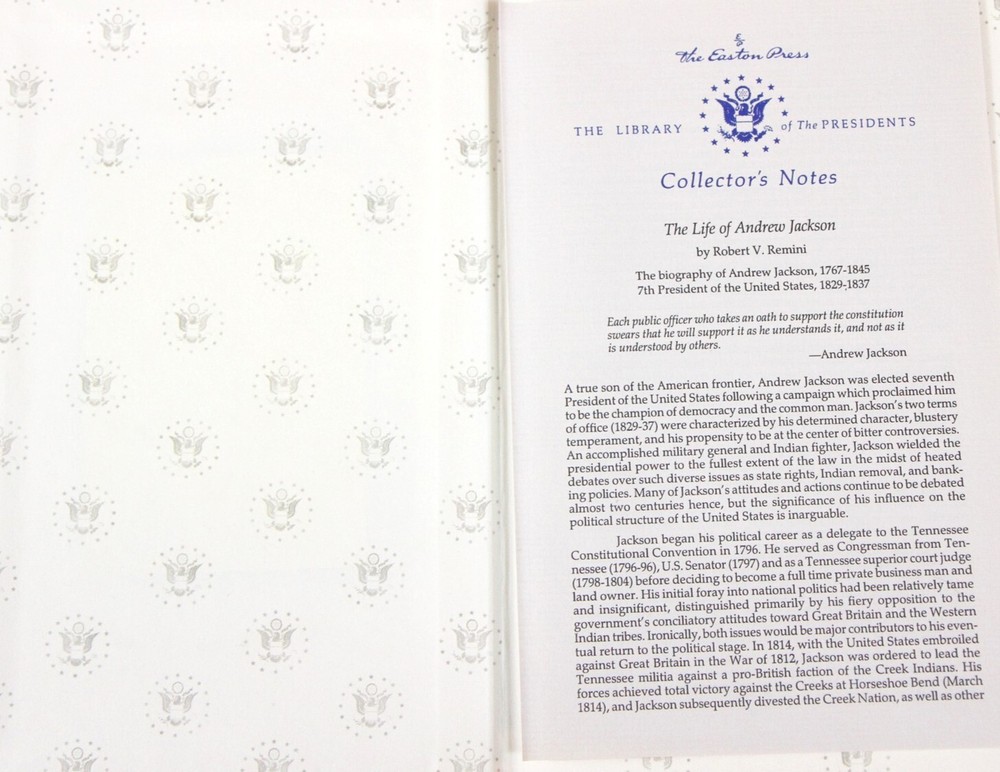 The Easton Press
THE LIBRARY of The PRESIDENTS
Collector's Notes
The Life of Andrew Jackson
by Robert V. Remini
The biography of Andrew Jackson, 1767-1845
7th President of the United States, 1829-1837
Each public officer who takes an oath to support the constitution
swears that he will support it as he understands it, and not as it
is understood by others.
—Andrew Jackson
A true son of the American frontier, Andrew Jackson was elected seventh
President of the United States following a campaign which proclaimed him
to be the champion of democracy and the common man. Jackson's two terms
of office (1829-37) were characterized by his determined character, blustery
temperament, and his propensity to be at the center of bitter controversies.
An accomplished military general and Indian fighter, Jackson wielded the
presidential power to the fullest extent of the law in the midst of heated
debates over such diverse issues as state rights, Indian removal, and bank-
ing policies. Many of Jackson's attitudes and actions continue to be debated
almost two centuries hence, but the significance of his influence on the
political structure of the United States is inarguable.
Jackson began his political career as a delegate to the Tennessee
Constitutional Convention in 1796. He served as Congressman from Ten-
nessee (1796-96), U.S. Senator (1797) and as a Tennessee superior court judge
(1798-1804) before deciding to become a full time private business man and
land owner. His initial foray into national politics had been relatively tame
and insignificant, distinguished primarily by his fiery opposition to the
government's conciliatory attitudes toward Great Britain and the Western
Indian tribes. Ironically, both issues would be major contributors to his even-
tual return to the political stage. In 1814, with the United States embroiled
against Great Britain in the War of 1812, Jackson was ordered to lead the
Tennessee militia against a pro-British faction of the Creek Indians. His
forces achieved total victory against the Creeks at Horseshoe Bend (March
1814), and Jackson subsequently divested the Creek Nation, as well as other